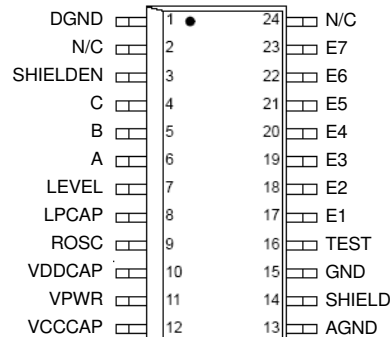 DGND 1 24 N/C
N/C 2 23 E7
SHIELDEN 3 22 E6
C 4 21 E5
B 5 20 E4
A 6 19 E3
LEVEL 7 18 E2
LPCAP 8 17 E1
ROSC 9 16 TEST
VDDCAP 10 15 GND
VPWR 11 14 SHIELD
VCCCAP 12 13 AGND